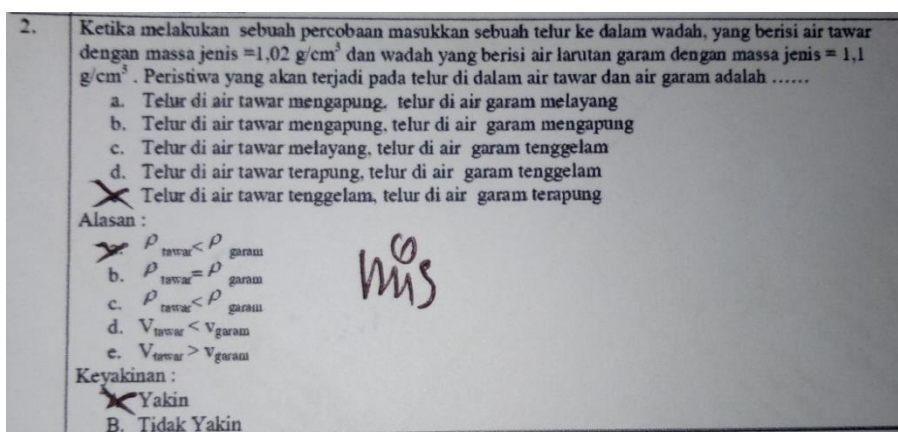 2. Ketika melakukan sebuah percobaan masukkan sebuah telur ke dalam wadah, yang berisi air tawar
dengan massa jenis =1,02 g/cm³ dan wadah yang berisi air larutan garam dengan massa jenis = 1,1
g/cm³ . Peristiwa yang akan terjadi pada telur di dalam air tawar dan air garam adalah ......
a. Telur di air tawar mengapung. telur di air garam melayang
b. Telur di air tawar mengapung, telur di air garam mengapung
c. Telur di air tawar melayang, telur di air garam tenggelam
d. Telur di air tawar terapung, telur di air garam tenggelam
Telur di air tawar tenggelam, telur di air garam terapung
Alasan :
ρ tawar< ρ garam
b. ρ tawar= ρ garam
c. ρ tawar< ρ garam
d. Vtawar < vgaram
e. Vtawar > vgaram
mis
Keyakinan :
Yakin
B. Tidak Yakin